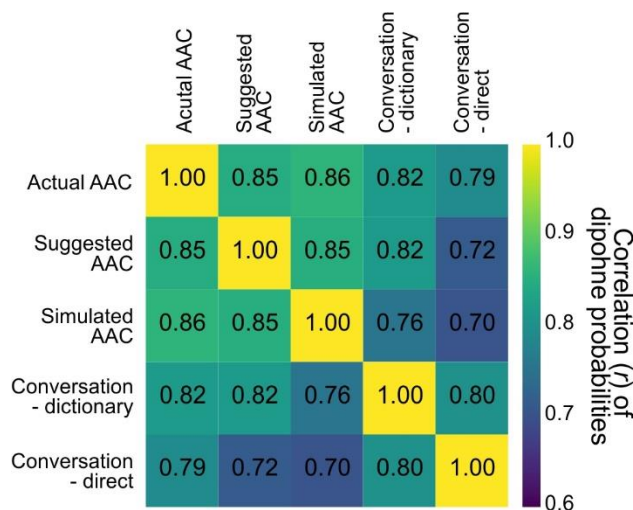 Acutal AAC
Suggested
AAC
Simulated
AAC
Conversation
- dictionary
Conversation
- direct
Actual AAC
1.00 0.85 0.86 0.82 0.79
Suggested
AAC
0.85 1.00 0.85 0.82 0.72
Simulated
AAC
0.86 0.85 1.00 0.76 0.70
Conversation
- dictionary
0.82 0.82 0.76 1.00 0.80
Conversation
- direct
0.79 0.72 0.70 0.80 1.00
1.0
0.9
0.8
0.7
0.6
Correlation (r) of
dipohne probabilities